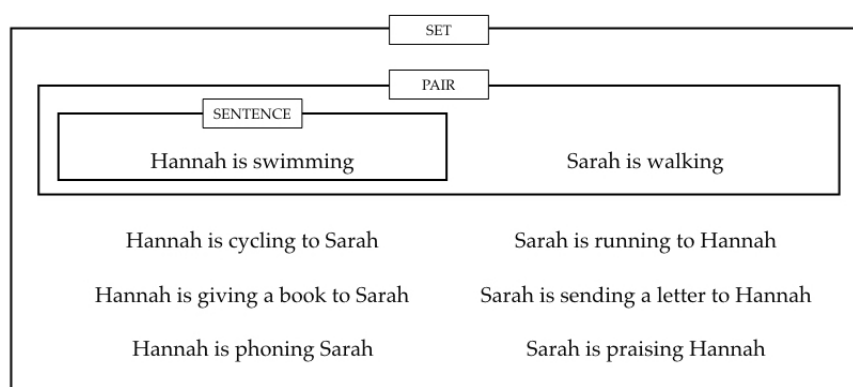 SET
PAIR
SENTENCE
Hannah is swimming Sarah is walking
Hannah is cycling to Sarah Sarah is running to Hannah
Hannah is giving a book to Sarah Sarah is sending a letter to Hannah
Hannah is phoning Sarah Sarah is praising Hannah